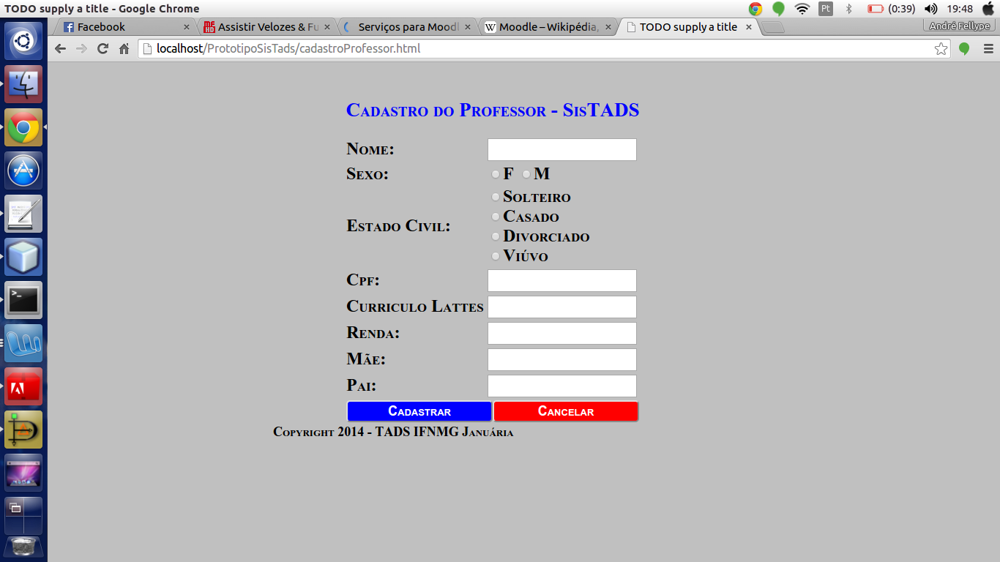 TODO supply a title - Google Chrome
Pt
(0:39)
19:48
Facebook
Assistir Velozes & Fu
Serviços para Moodl
Moodle – Wikipédia,
TODO supply a title
André Fellype
localhost/PrototipoSisTads/cadastroProfessor.html
Cadastro do Professor - SisTADS
Nome:
Sexo: F M
Solteiro
Casado
Estado Civil:
Divorciado
Viúvo
Cpf:
Curriculo Lattes
Renda:
Mãe:
Pai:
Cadastrar Cancelar
Copyright 2014 - TADS IFNMG Januária